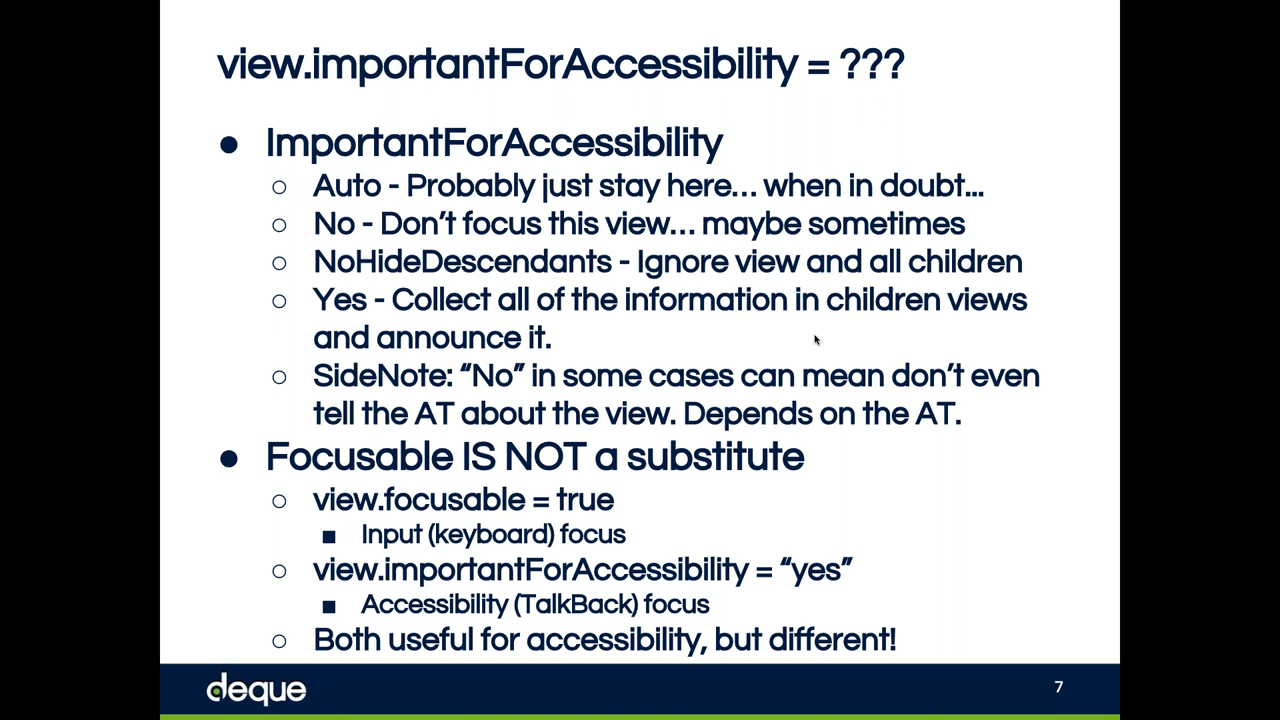 view.importantForAccessibility = ???
● ImportantForAccessibility
○ Auto - Probably just stay here… when in doubt...
○ No - Don’t focus this view… maybe sometimes
○ NoHideDescendants - Ignore view and all children
○ Yes - Collect all of the information in children views
and announce it.
○ SideNote: “No” in some cases can mean don’t even
tell the AT about the view. Depends on the AT.
● Focusable IS NOT a substitute
○ view.focusable = true
■ Input (keyboard) focus
○ view.importantForAccessibility = “yes”
■ Accessibility (TalkBack) focus
○ Both useful for accessibility, but different!
deque
7